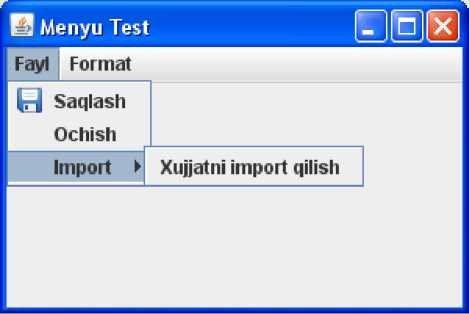 Menyu Test
Fayl Format
Saqlash
Ochish
Import Xujjatni import qilish